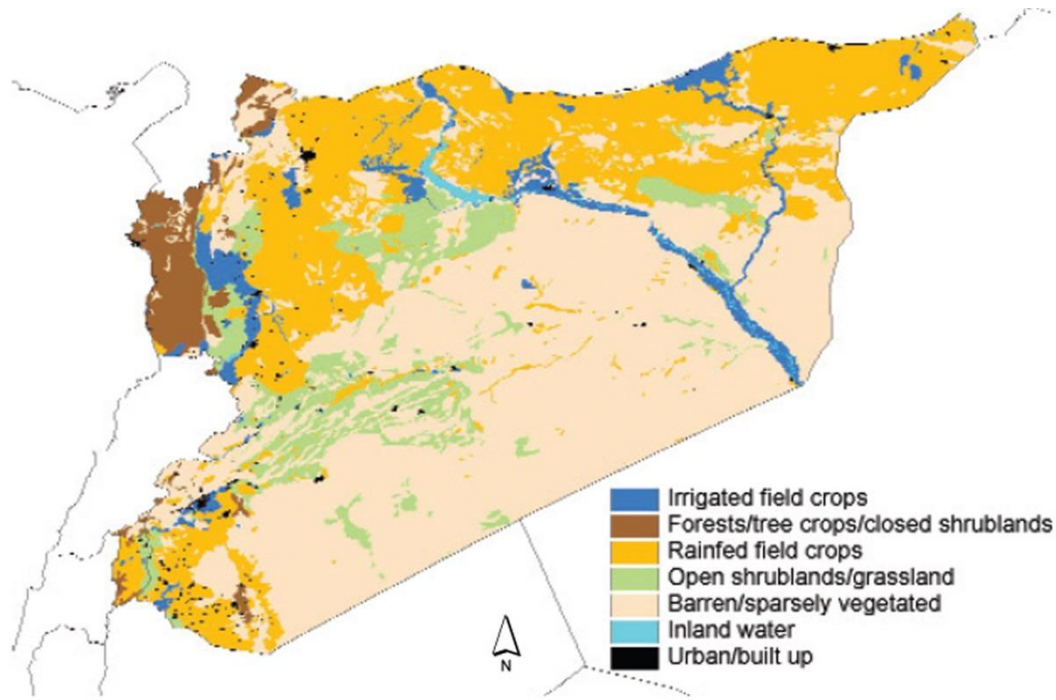 Irrigated field crops
Forests/tree crops/closed shrublands
Rainfed field crops
Open shrublands/grassland
Barren/sparsely vegetated
Inland water
Urban/built up
N